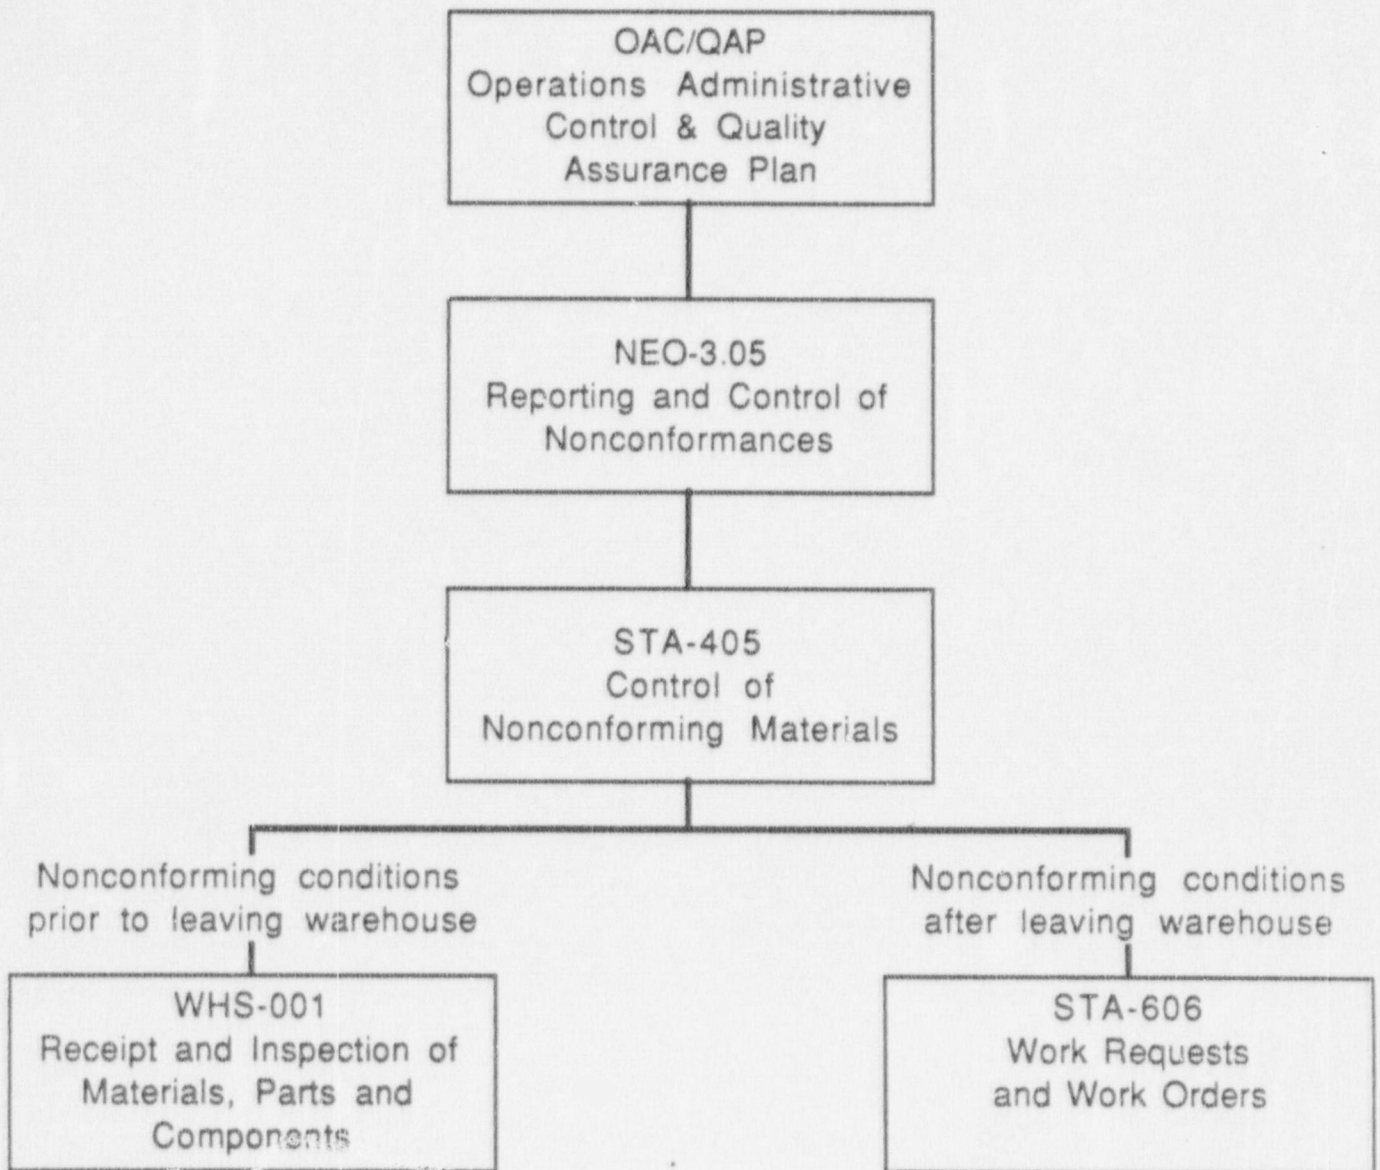 OAC/QAP
Operations Administrative
Control & Quality
Assurance Plan
NEO-3.05
Reporting and Control of
Nonconformances
STA-405
Control of
Nonconforming Materials
Nonconforming conditions
prior to leaving warehouse
Nonconforming conditions
after leaving warehouse
WHS-001
Receipt and Inspection of
Materials, Parts and
Components
STA-606
Work Requests
and Work Orders